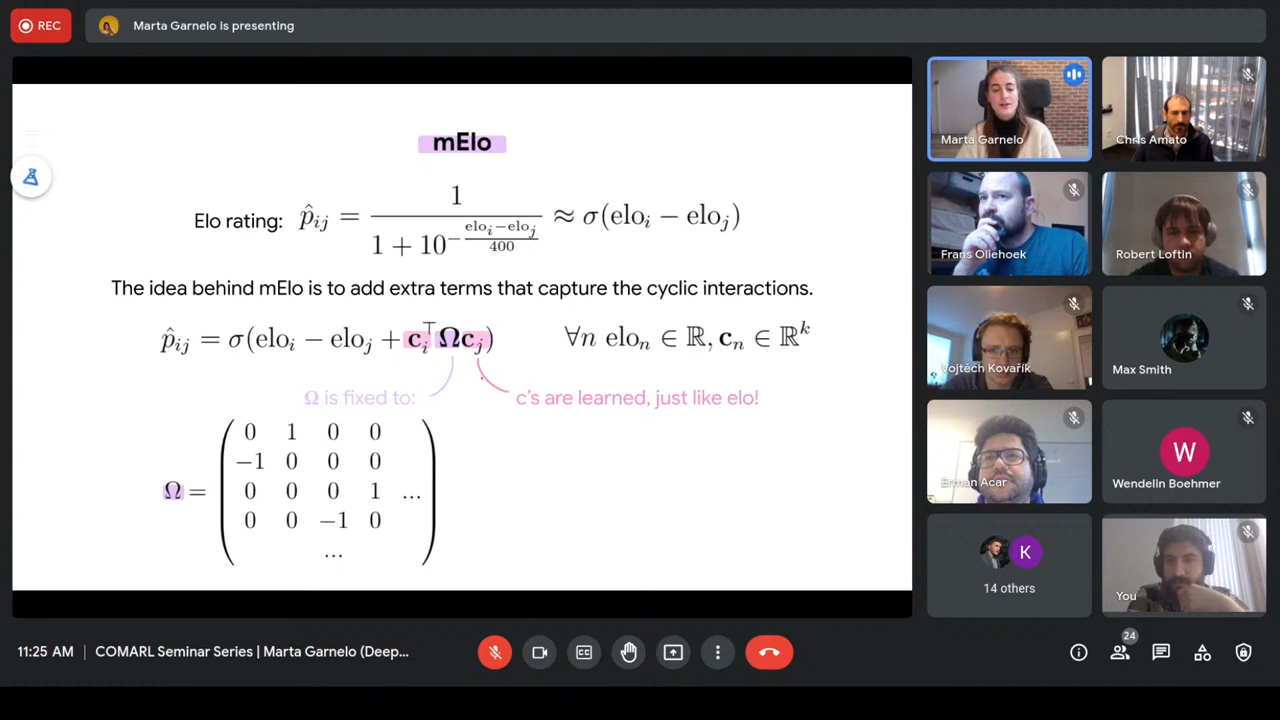 REC
Marta Garnelo is presenting
mElo
Elo rating: p̂ᵢⱼ = 1 / (1 + 10^(−(eloᵢ−eloⱼ)/400)) ≈ σ(eloᵢ − eloⱼ)
The idea behind mElo is to add extra terms that capture the cyclic interactions.
p̂ᵢⱼ = σ(eloᵢ − eloⱼ + cᵢ⊤Ωcⱼ) ∀n eloₙ ∈ ℝ, cₙ ∈ ℝᵏ
Ω is fixed to: c's are learned, just like elo!
0 1 0 0
−1 0 0 0
Ω = 0 0 0 1 ...
0 0 −1 0
...
Marta Garnelo
Chris Amato
Frans Oliehoek
Robert Loftin
Vojtěch Kovařík
Max Smith
Erman Acar
W
Wendelin Boehmer
K
14 others
You
11:25 AM | COMARL Seminar Series | Marta Garnelo (Deep...
CC
24